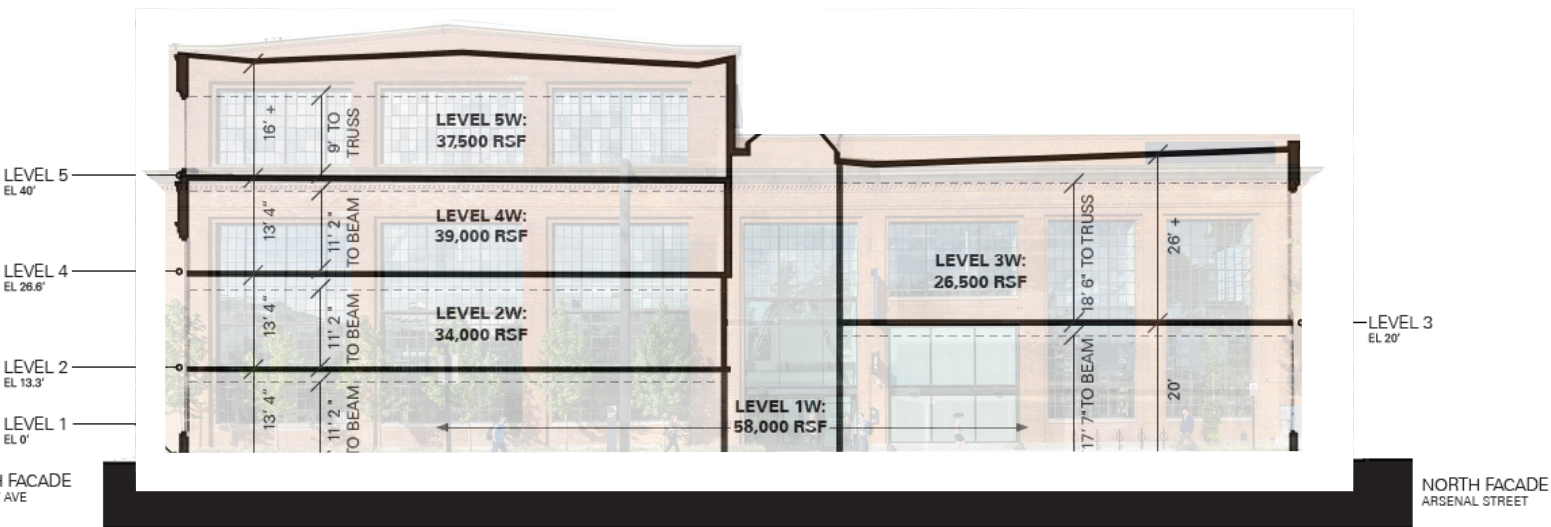 LEVEL 5W:
37,500 RSF
16' +
9' TO
TRUSS
LEVEL 5
EL 40'
LEVEL 4W:
39,000 RSF
13' 4"
11' 2"
TO BEAM
LEVEL 4
EL 26.6'
LEVEL 2W:
34,000 RSF
13' 4"
11' 2"
TO BEAM
LEVEL 2
EL 13.3'
13' 4"
11' 2"
TO BEAM
LEVEL 1
EL 0'
LEVEL 1W:
58,000 RSF
LEVEL 3W:
26,500 RSF
18' 6" TO TRUSS
26' +
LEVEL 3
EL 20'
17' 7" TO BEAM
20'
FACADE
AVE
NORTH FACADE
ARSENAL STREET